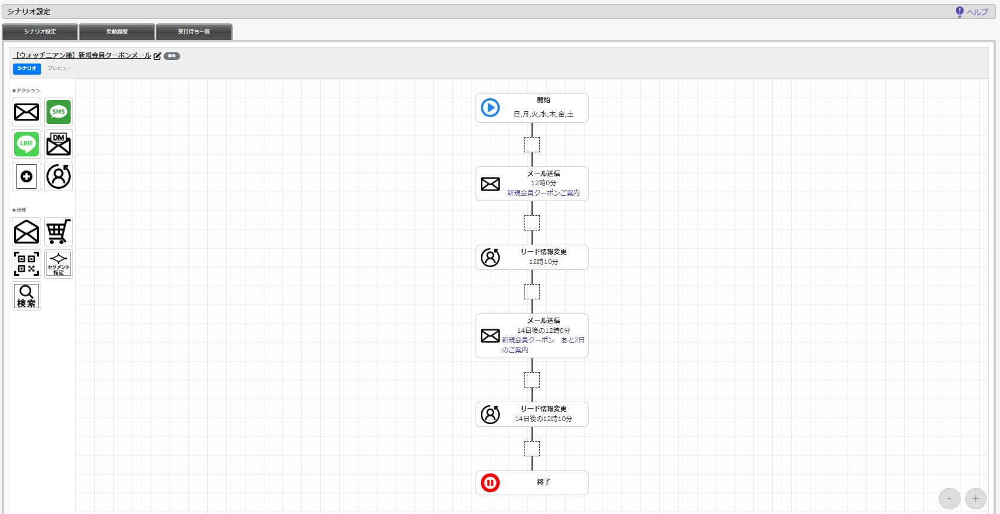 シナリオ設定
ヘルプ
シナリオ設定
発動履歴
実行待ち一覧
【ウォッチニアン様】新規会員クーポンメール
無効
シナリオ
プレビュー
■アクション
SMS
LINE
DM
■分岐
セグメント
指定
検索
開始
日,月,火,水,木,金,土
メール送信
12時0分
新規会員クーポンご案内
リード情報変更
12時10分
メール送信
14日後の12時0分
新規会員クーポン　あと2日
のご案内
リード情報変更
14日後の12時10分
終了
-
+